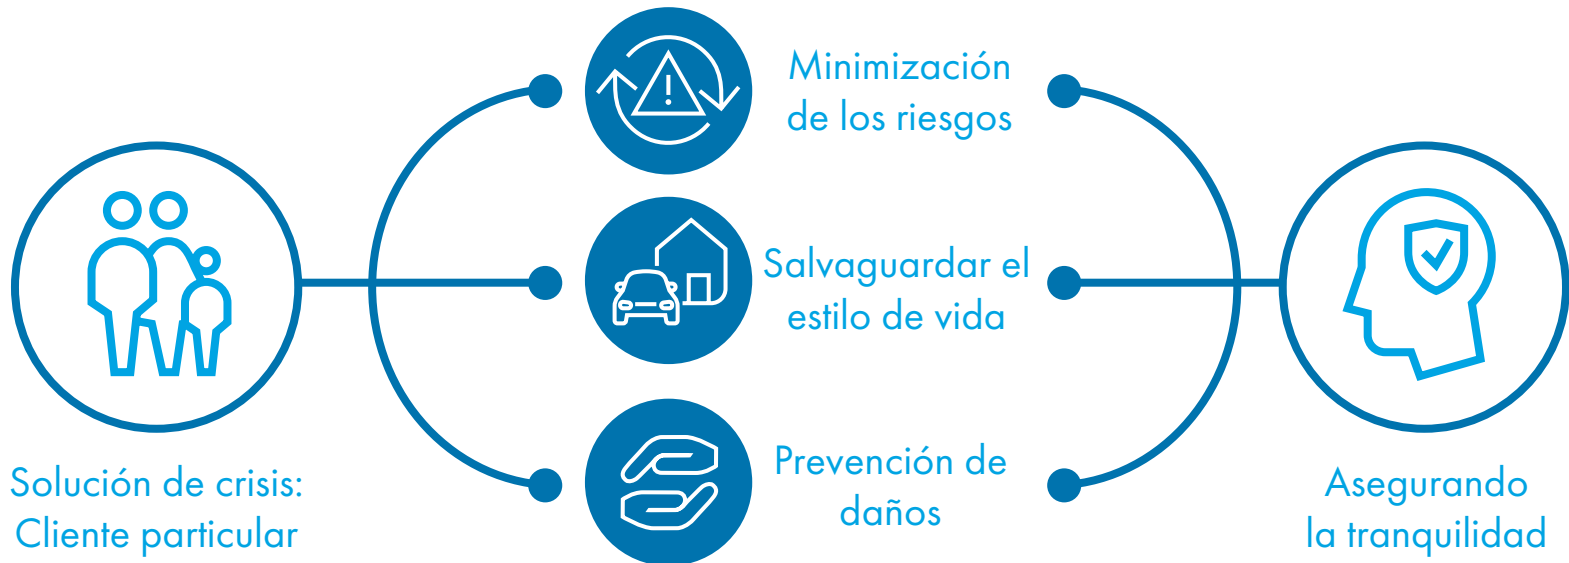 Minimización
de los riesgos
Salvaguardar el
estilo de vida
Prevención de
daños
Solución de crisis:
Cliente particular
Asegurando
la tranquilidad